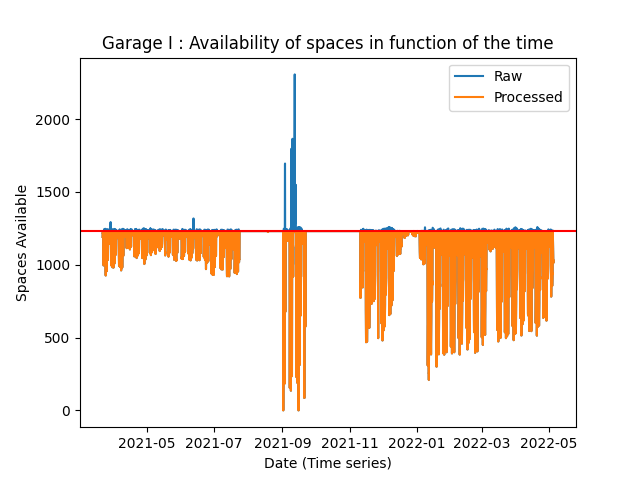 Garage I : Availability of spaces in function of the time
Raw
Processed
Spaces Available
2000
1500
1000
500
0
2021-05 2021-07 2021-09 2021-11 2022-01 2022-03 2022-05
Date (Time series)